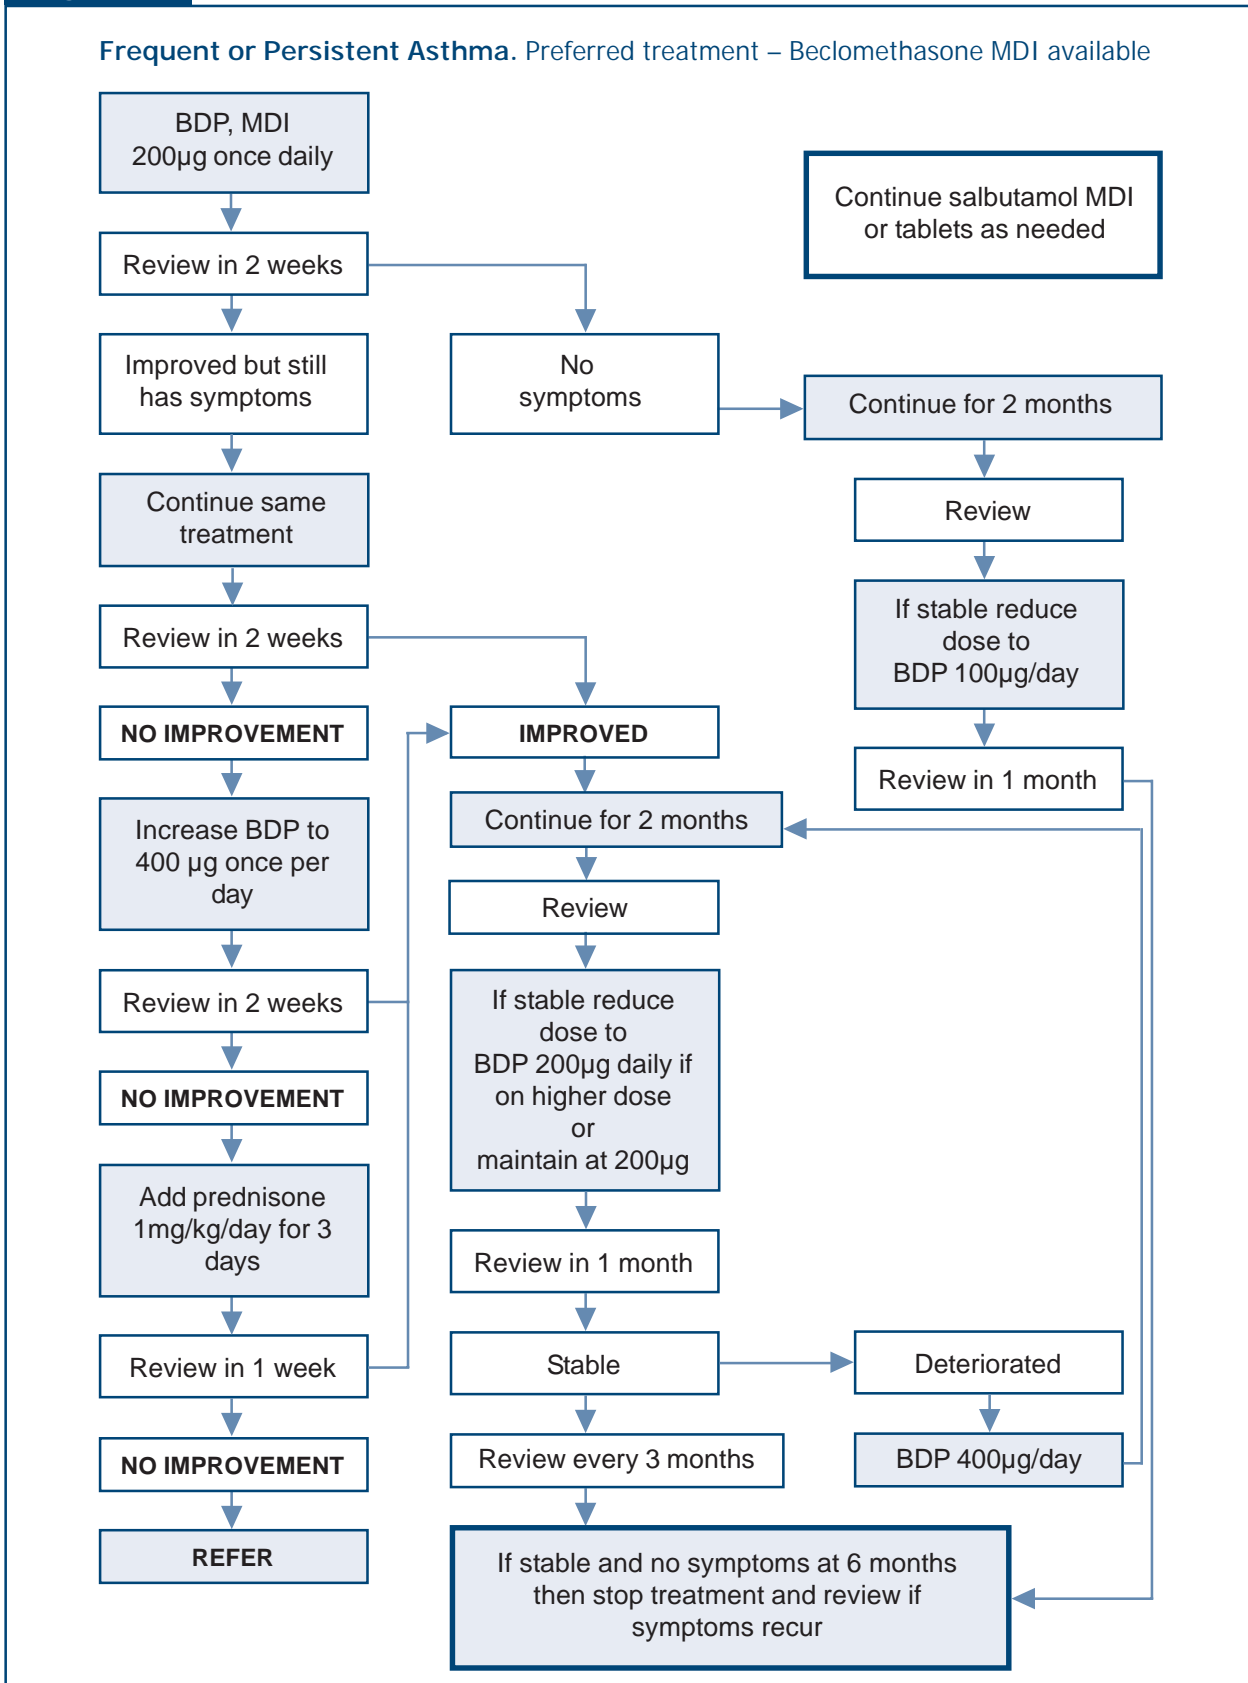 Frequent or Persistent Asthma. Preferred treatment – Beclomethasone MDI available
BDP, MDI
200µg once daily
Continue salbutamol MDI
or tablets as needed
Review in 2 weeks
Improved but still
has symptoms
No
symptoms
Continue for 2 months
Continue same
treatment
Review
Review in 2 weeks
If stable reduce
dose to
BDP 100µg/day
NO IMPROVEMENT
IMPROVED
Review in 1 month
Increase BDP to
400 µg once per
day
Continue for 2 months
Review
Review in 2 weeks
If stable reduce
dose to
BDP 200µg daily if
on higher dose
or
maintain at 200µg
NO IMPROVEMENT
Add prednisone
1mg/kg/day for 3
days
Review in 1 month
Review in 1 week
Stable
Deteriorated
NO IMPROVEMENT
Review every 3 months
BDP 400µg/day
REFER
If stable and no symptoms at 6 months
then stop treatment and review if
symptoms recur